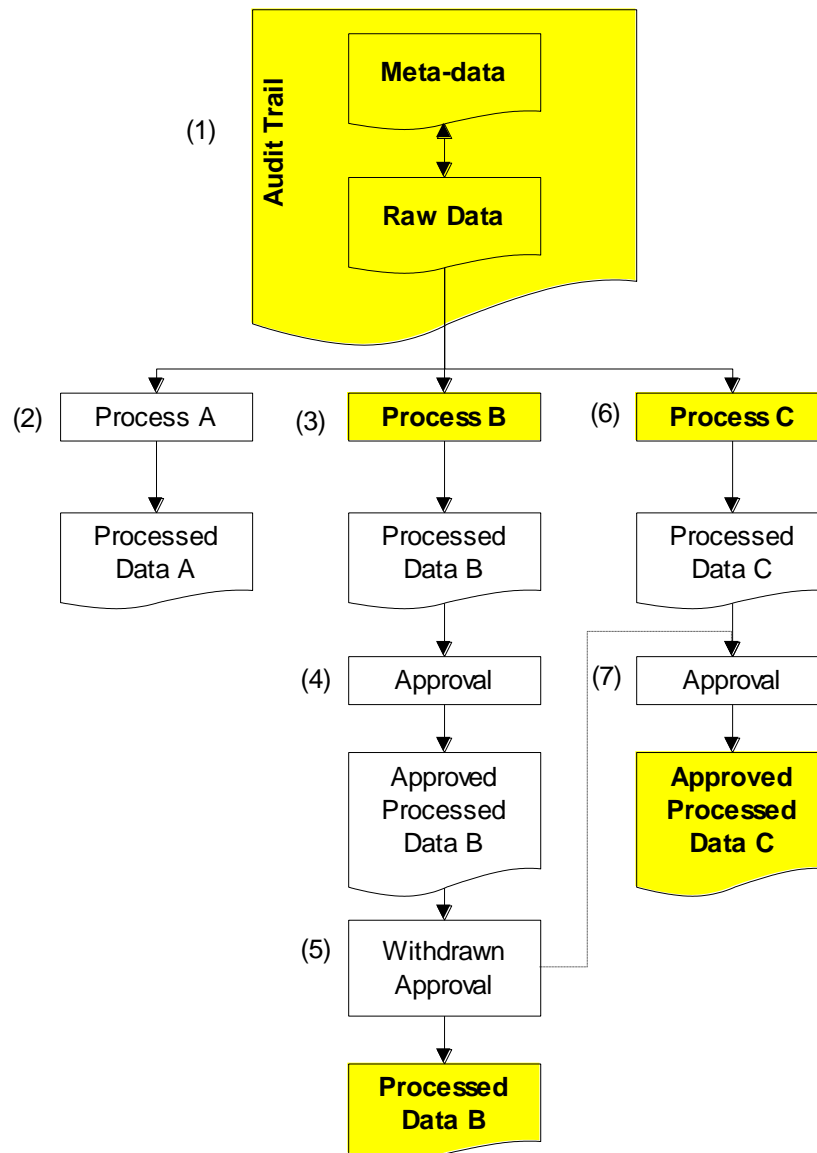 Meta-data
(1)
Audit Trail
Raw Data
(2)
Process A
(3)
Process B
(6)
Process C
Processed
Data A
Processed
Data B
Processed
Data C
(4)
Approval
(7)
Approval
Approved
Processed
Data B
Approved
Processed
Data C
(5)
Withdrawn
Approval
Processed
Data B